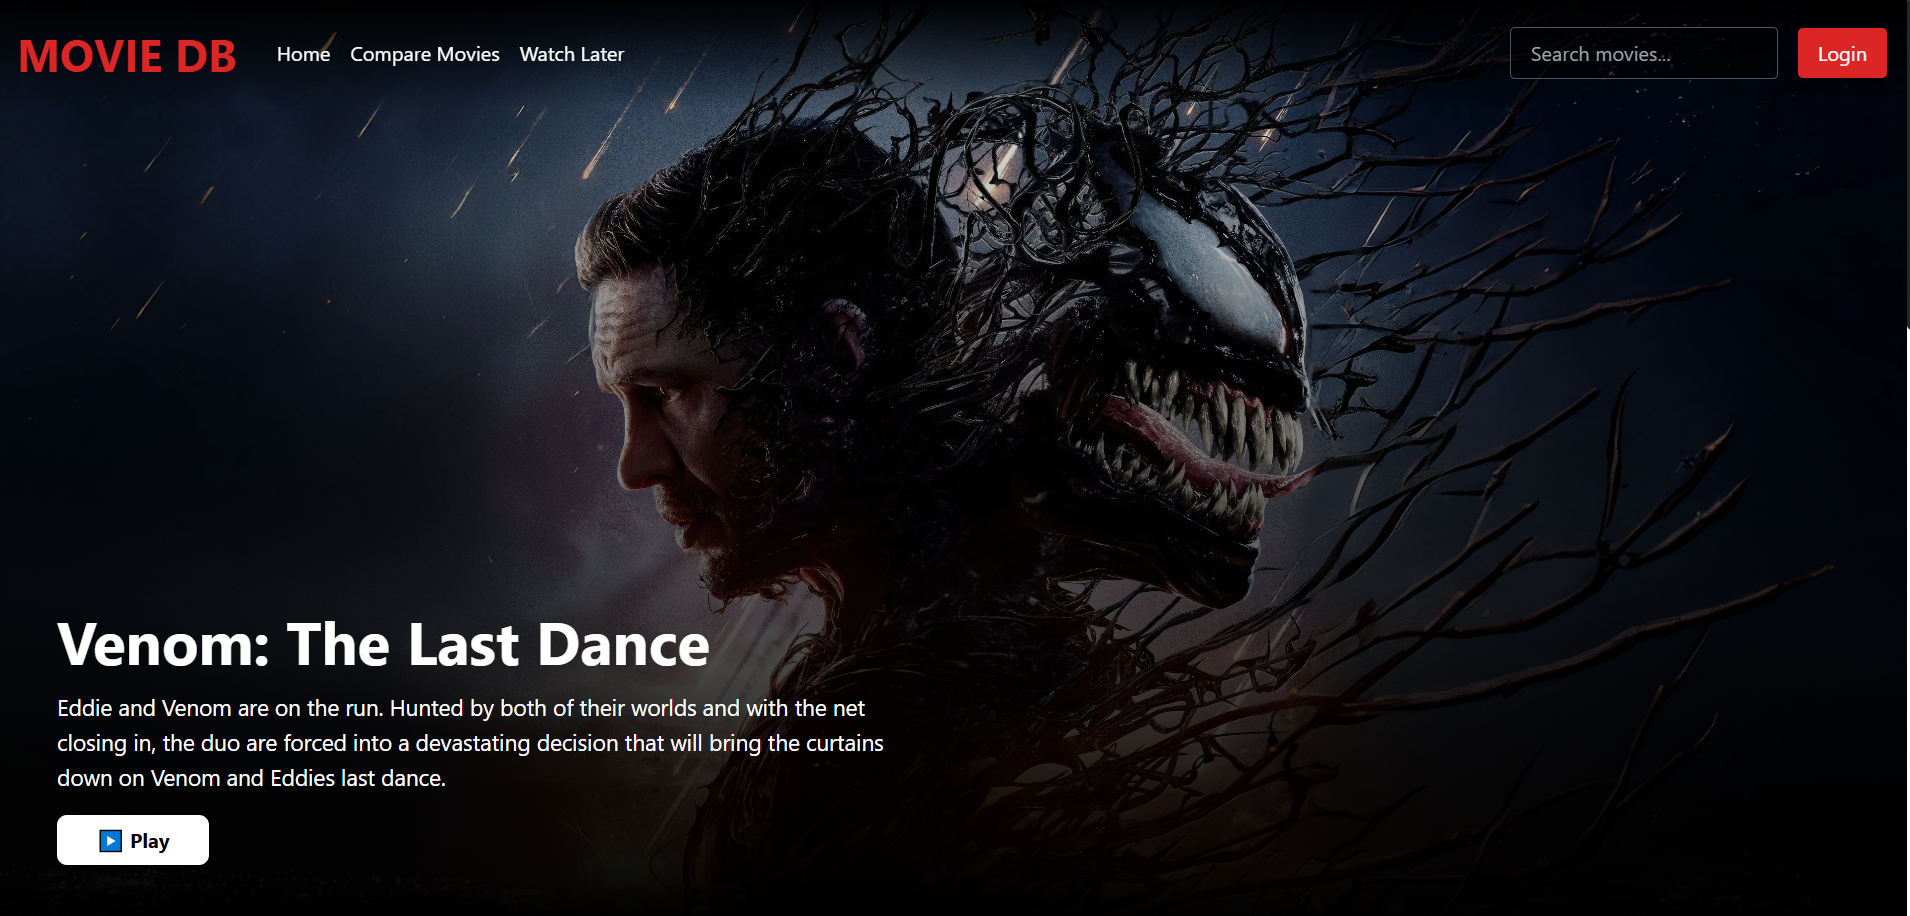 MOVIE DB
Home
Compare Movies
Watch Later
Search movies...
Login
Venom: The Last Dance
Eddie and Venom are on the run. Hunted by both of their worlds and with the net
closing in, the duo are forced into a devastating decision that will bring the curtains
down on Venom and Eddies last dance.
Play